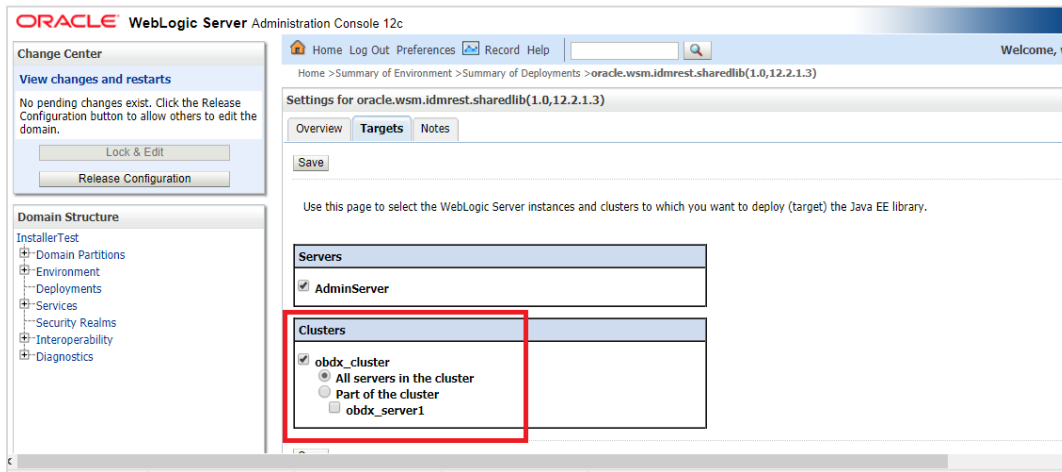 ORACLE WebLogic Server Administration Console 12c
Change Center
View changes and restarts
No pending changes exist. Click the Release
Configuration button to allow others to edit the
domain.
Lock & Edit
Release Configuration
Domain Structure
InstallerTest
Domain Partitions
Environment
Deployments
Services
Security Realms
Interoperability
Diagnostics
Home Log Out Preferences Record Help
Welcome,
Home >Summary of Environment >Summary of Deployments >oracle.wsm.idmrest.sharedlib(1.0,12.2.1.3)
Settings for oracle.wsm.idmrest.sharedlib(1.0,12.2.1.3)
Overview Targets Notes
Save
Use this page to select the WebLogic Server instances and clusters to which you want to deploy (target) the Java EE library.
Servers
AdminServer
Clusters
obdx_cluster
All servers in the cluster
Part of the cluster
obdx_server1